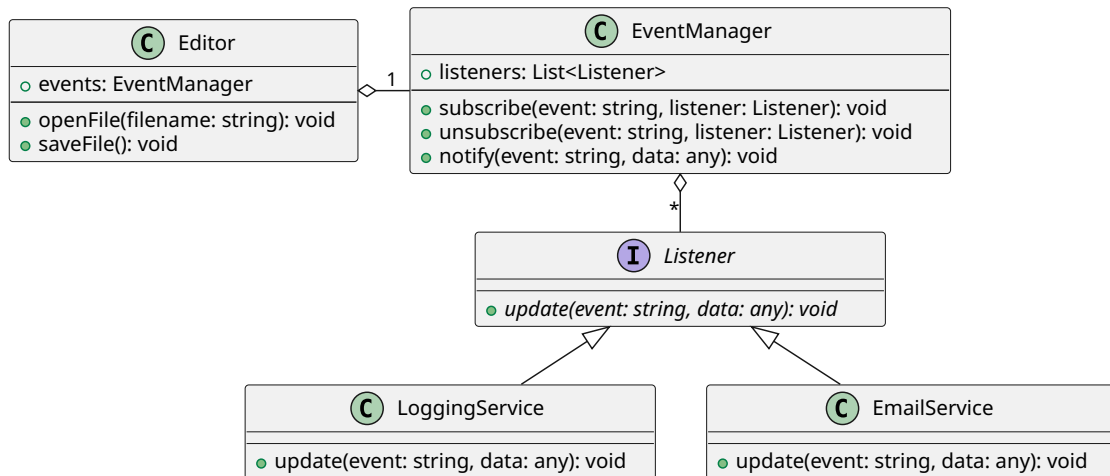 C Editor
events: EventManager
openFile(filename: string): void
saveFile(): void
1
C EventManager
listeners: List<Listener>
subscribe(event: string, listener: Listener): void
unsubscribe(event: string, listener: Listener): void
notify(event: string, data: any): void
*
I Listener
update(event: string, data: any): void
C LoggingService
update(event: string, data: any): void
C EmailService
update(event: string, data: any): void